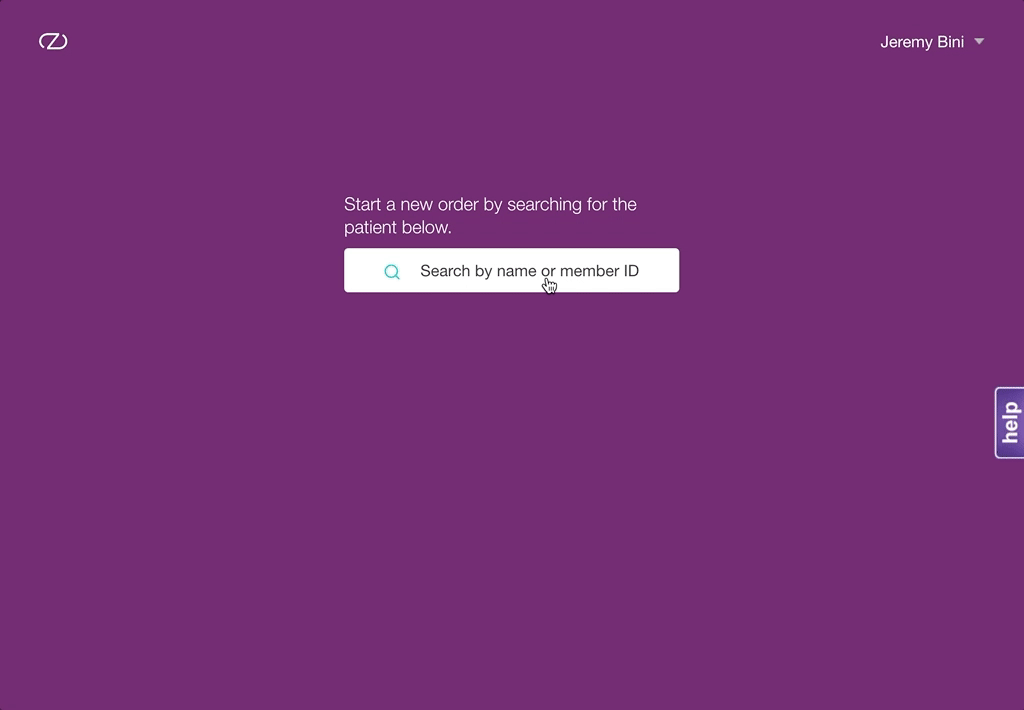 Jeremy Bini
Start a new order by searching for the
patient below.
Search by name or member ID
help